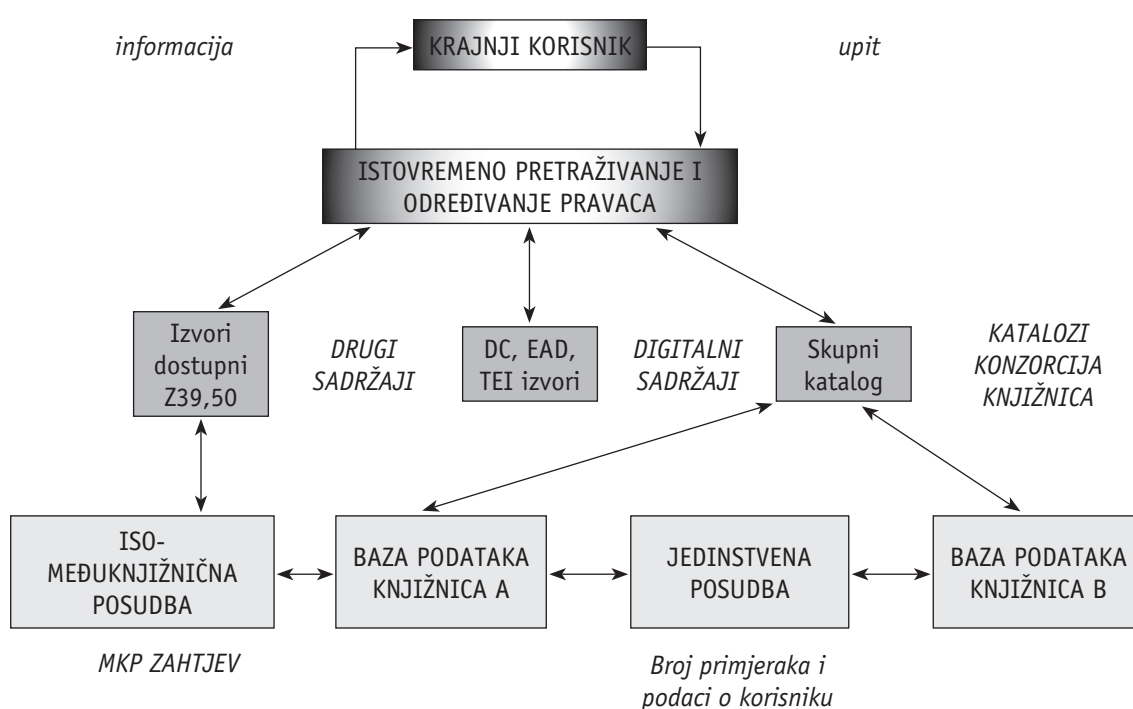 informacija
KRAJNJI KORISNIK
upit
ISTOVREMENO PRETRAŽIVANJE I
ODREĐIVANJE PRAVACA
Izvori
dostupni
Z39,50
DRUGI
SADRŽAJI
DC, EAD,
TEI izvori
DIGITALNI
SADRŽAJI
Skupni
katalog
KATALOZI
KONZORCIJA
KNJIŽNICA
ISO-
MEĐUKNJIŽNIČNA
POSUDBA
BAZA PODATAKA
KNJIŽNICA A
JEDINSTVENA
POSUDBA
BAZA PODATAKA
KNJIŽNICA B
MKP ZAHTJEV
Broj primjeraka i
podaci o korisniku